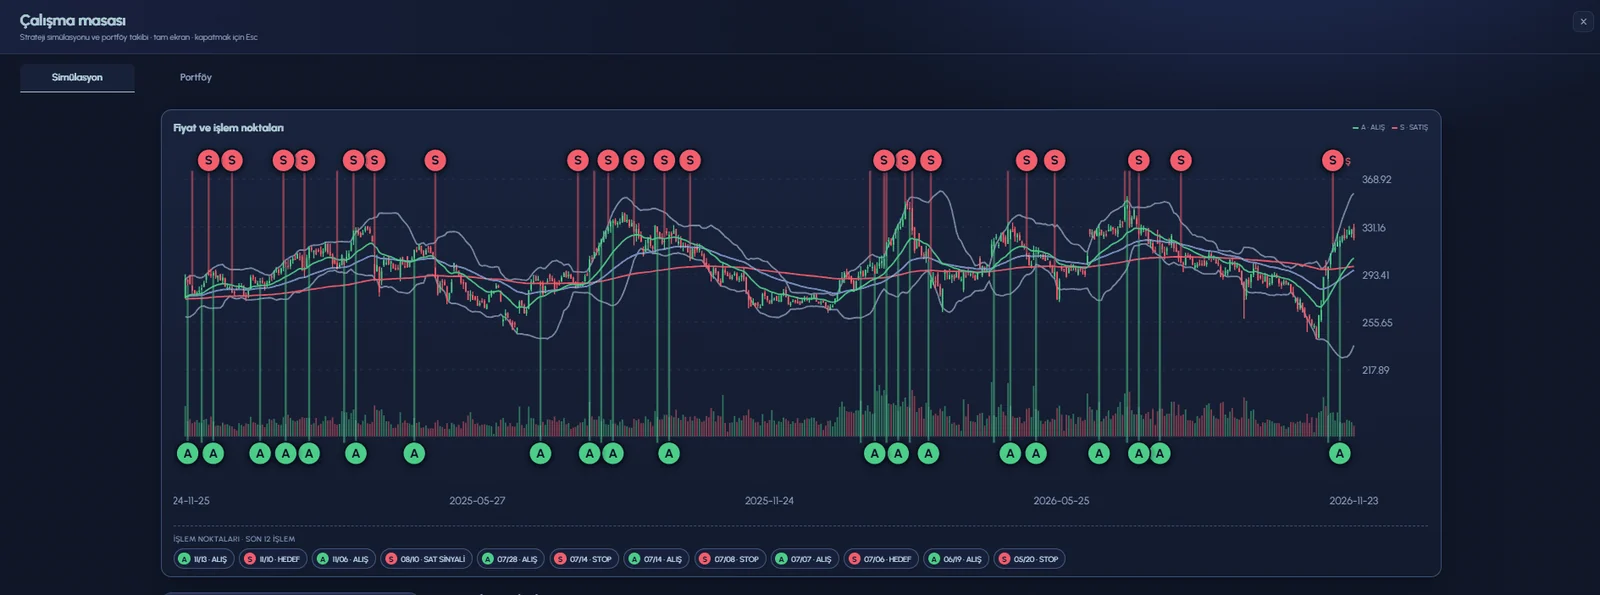 Çalışma masası
Strateji simülasyonu ve portföy takibi · tam ekran · kapatmak için Esc
×
Simülasyon
Portföy
Fiyat ve işlem noktaları
A · ALIŞ
S · SATIŞ
S S S S S S S S S S S S S S S S S S S S S
368.92
331.16
293.41
255.65
217.89
A A A A A A A A A A A A A A A A A A A A A
24-11-25 2025-05-27 2025-11-24 2026-05-25 2026-11-23
İŞLEM NOKTALARI · SON 12 İŞLEM
A 11/13 · ALIŞ S 11/10 · HEDEF A 11/06 · ALIŞ S 08/10 · SAT SİNYALİ A 07/28 · ALIŞ S 07/14 · STOP A 07/14 · ALIŞ S 07/08 · STOP A 07/07 · ALIŞ S 07/06 · HEDEF A 06/19 · ALIŞ S 05/20 · STOP